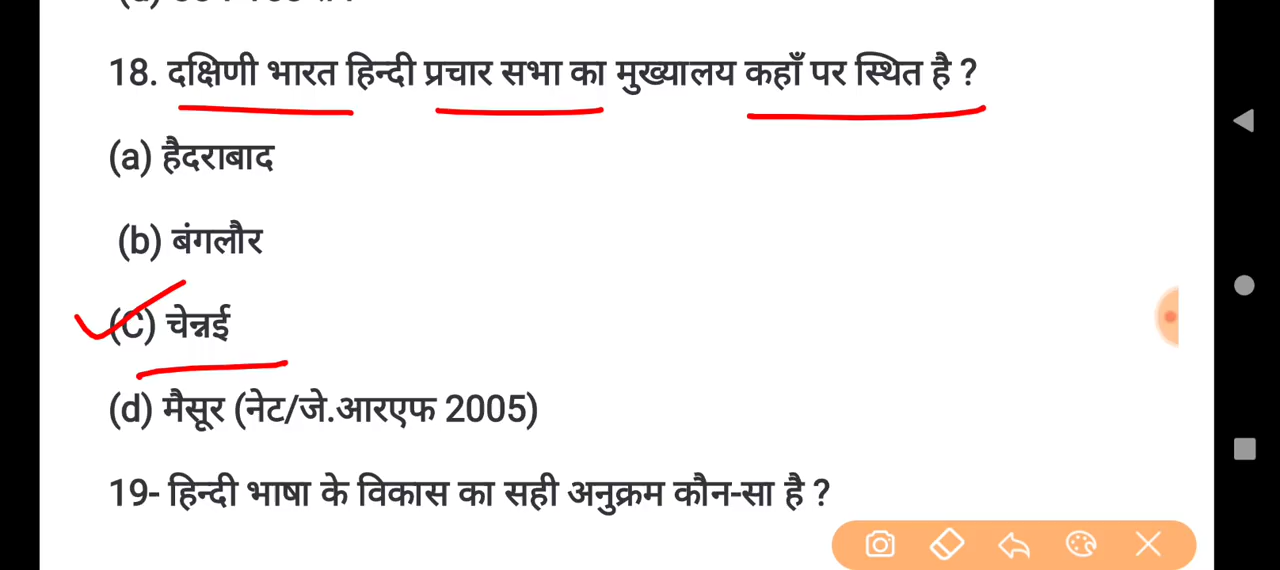 18. दक्षिणी भारत हिन्दी प्रचार सभा का मुख्यालय कहाँ पर स्थित है ?
(a) हैदराबाद
(b) बंगलौर
(C) चेन्नई
(d) मैसूर (नेट/जे.आरएफ 2005)
19- हिन्दी भाषा के विकास का सही अनुक्रम कौन-सा है ?